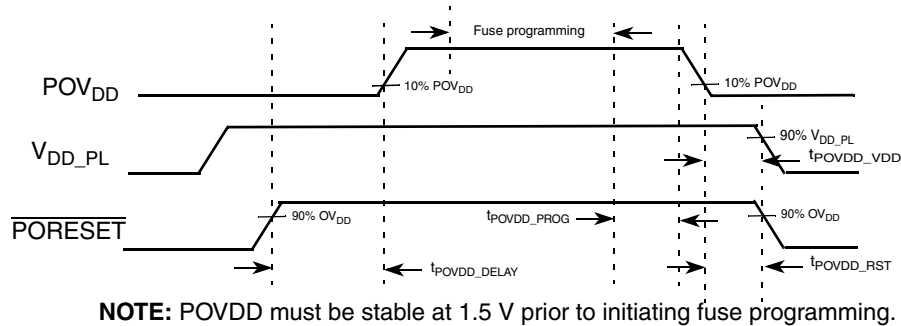 Fuse programming
POVDD
10% POVDD
10% POVDD
VDD_PL
90% VDD_PL
tPOVDD_VDD
PORESET
90% OVDD
tPOVDD_PROG
90% OVDD
tPOVDD_DELAY
tPOVDD_RST
NOTE: POVDD must be stable at 1.5 V prior to initiating fuse programming.